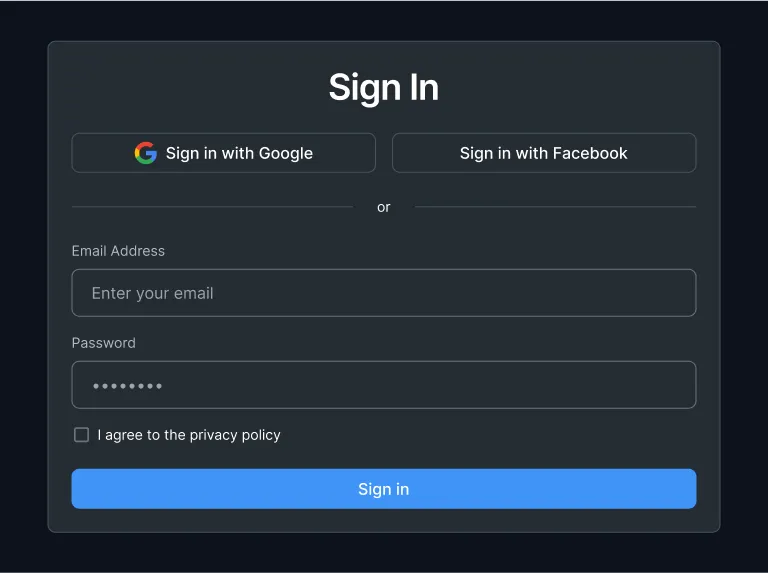 Sign In
Sign in with Google
Sign in with Facebook
or
Email Address
Enter your email
Password
••••••••
I agree to the privacy policy
Sign in